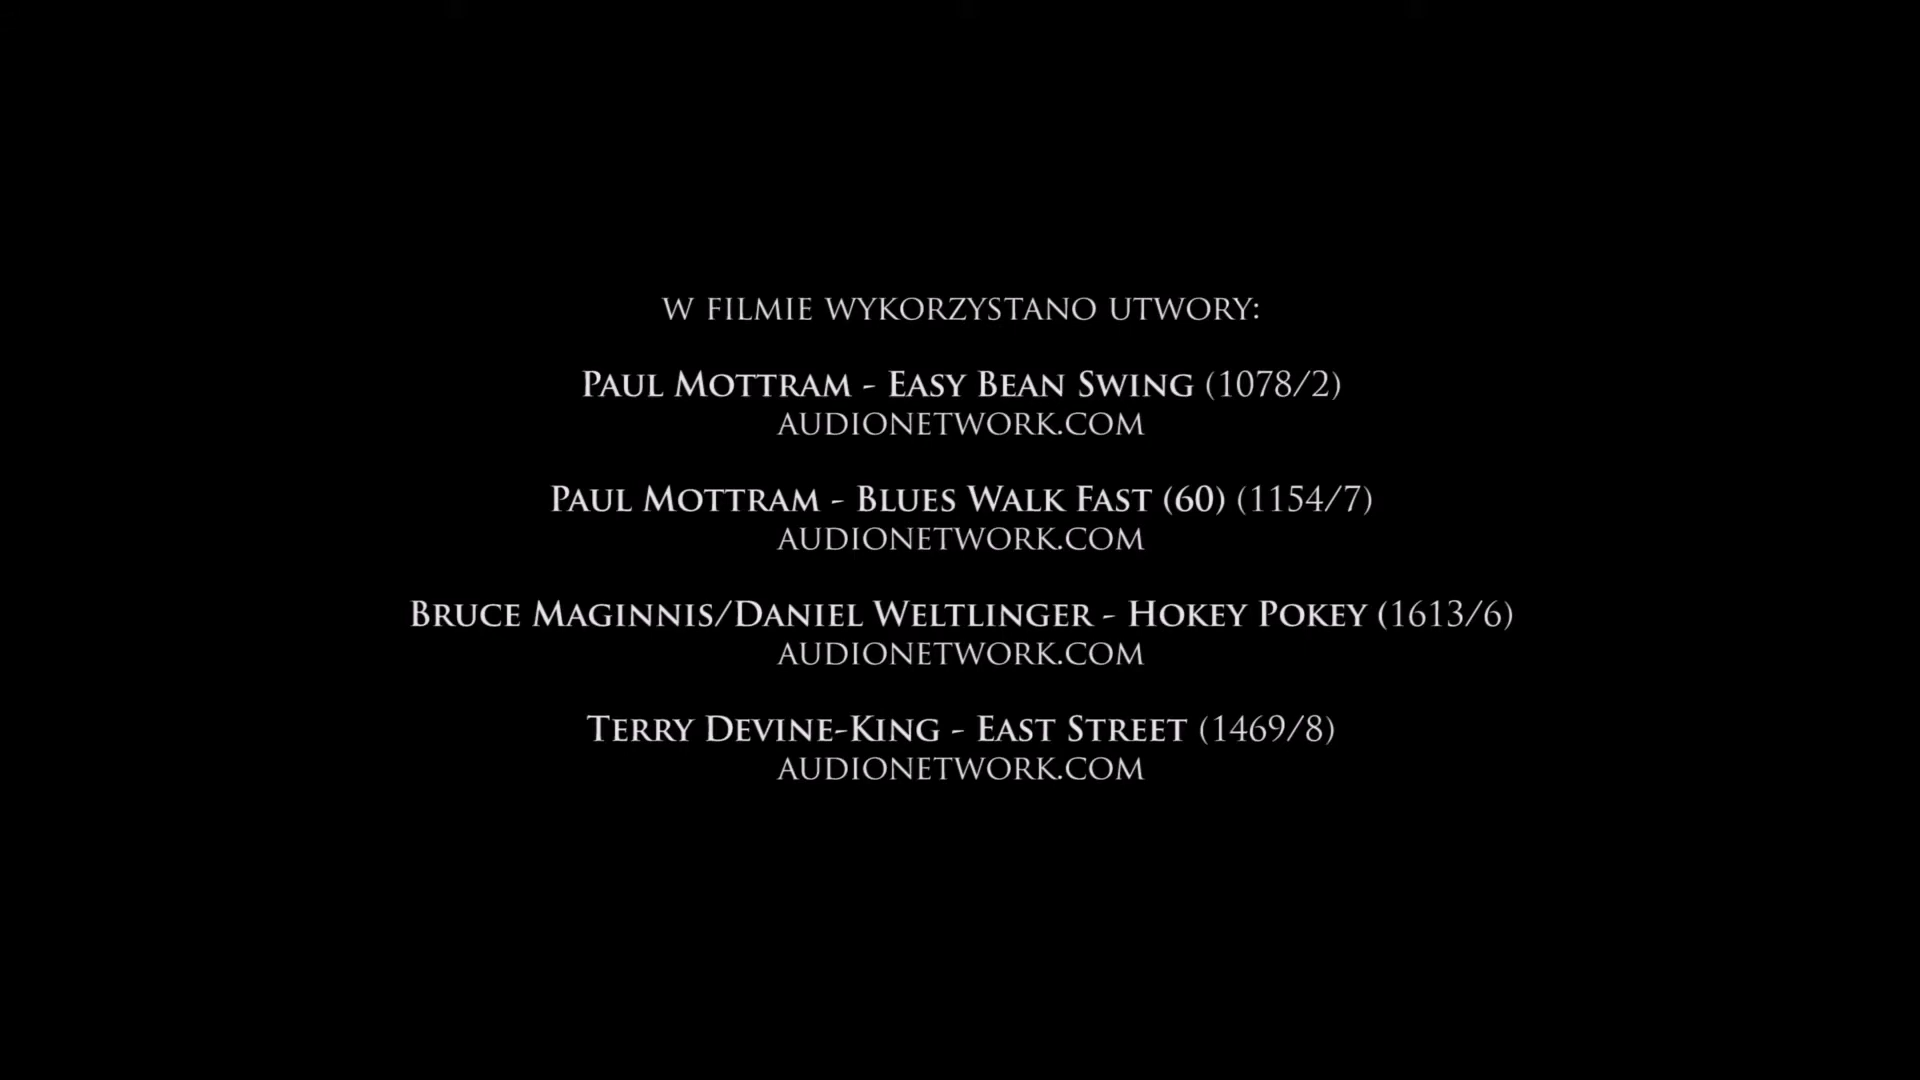 W FILMIE WYKORZYSTANO UTWORY:
PAUL MOTTRAM - EASY BEAN SWING (1078/2)
AUDIONETWORK.COM
PAUL MOTTRAM - BLUES WALK FAST (60) (1154/7)
AUDIONETWORK.COM
BRUCE MAGINNIS/DANIEL WELTLINGER - HOKEY POKEY (1613/6)
AUDIONETWORK.COM
TERRY DEVINE-KING - EAST STREET (1469/8)
AUDIONETWORK.COM